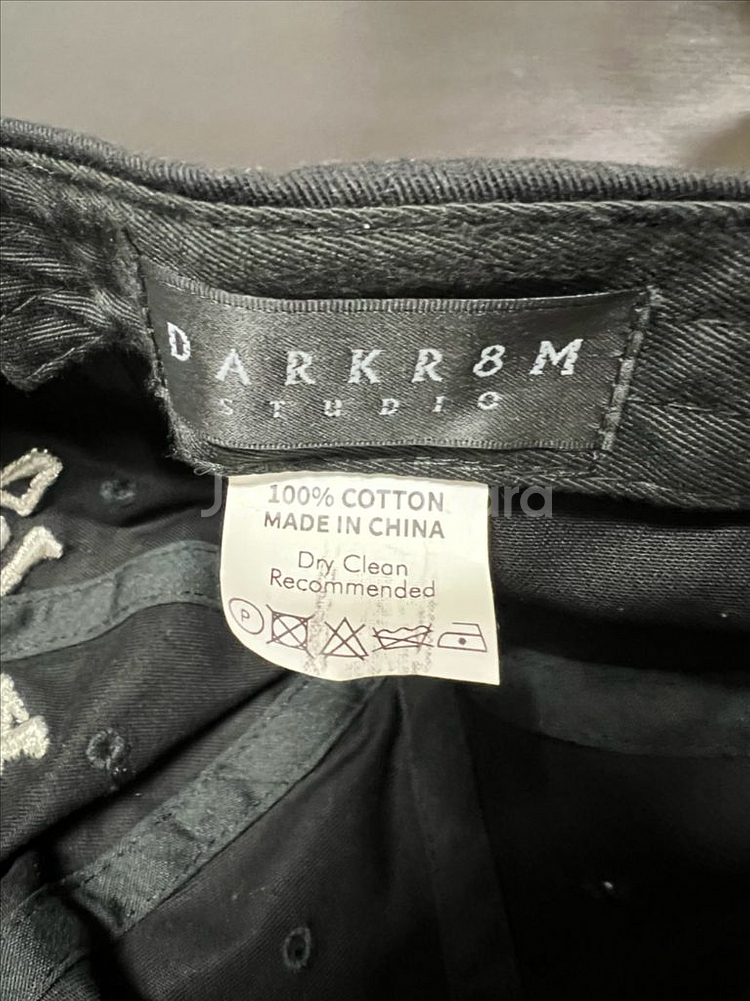 DARKR8M
STUDIO
100% COTTON
MADE IN CHINA
Dry Clean
Recommended
P